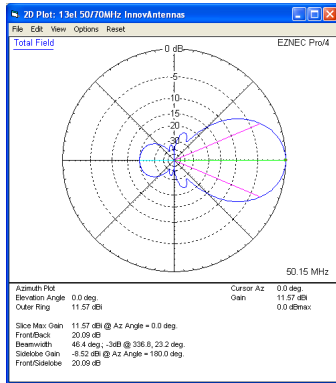 2D Plot: 13el 50/70MHz InnovAntennas
File Edit View Options Reset
Total Field
EZNEC Pro/4
0 dB
-5
-10
-15
-20
-30
50.15 MHz
Azimuth Plot
Elevation Angle 0.0 deg.
Outer Ring 11.57 dBi
Cursor Az 0.0 deg.
Gain 11.57 dBi
0.0 dBmax
Slice Max Gain 11.57 dBi @ Az Angle = 0.0 deg.
Front/Back 20.09 dB
Beamwidth 46.4 deg.; -3dB @ 336.8, 23.2 deg.
Sidelobe Gain -8.52 dBi @ Az Angle = 180.0 deg.
Front/Sidelobe 20.09 dB